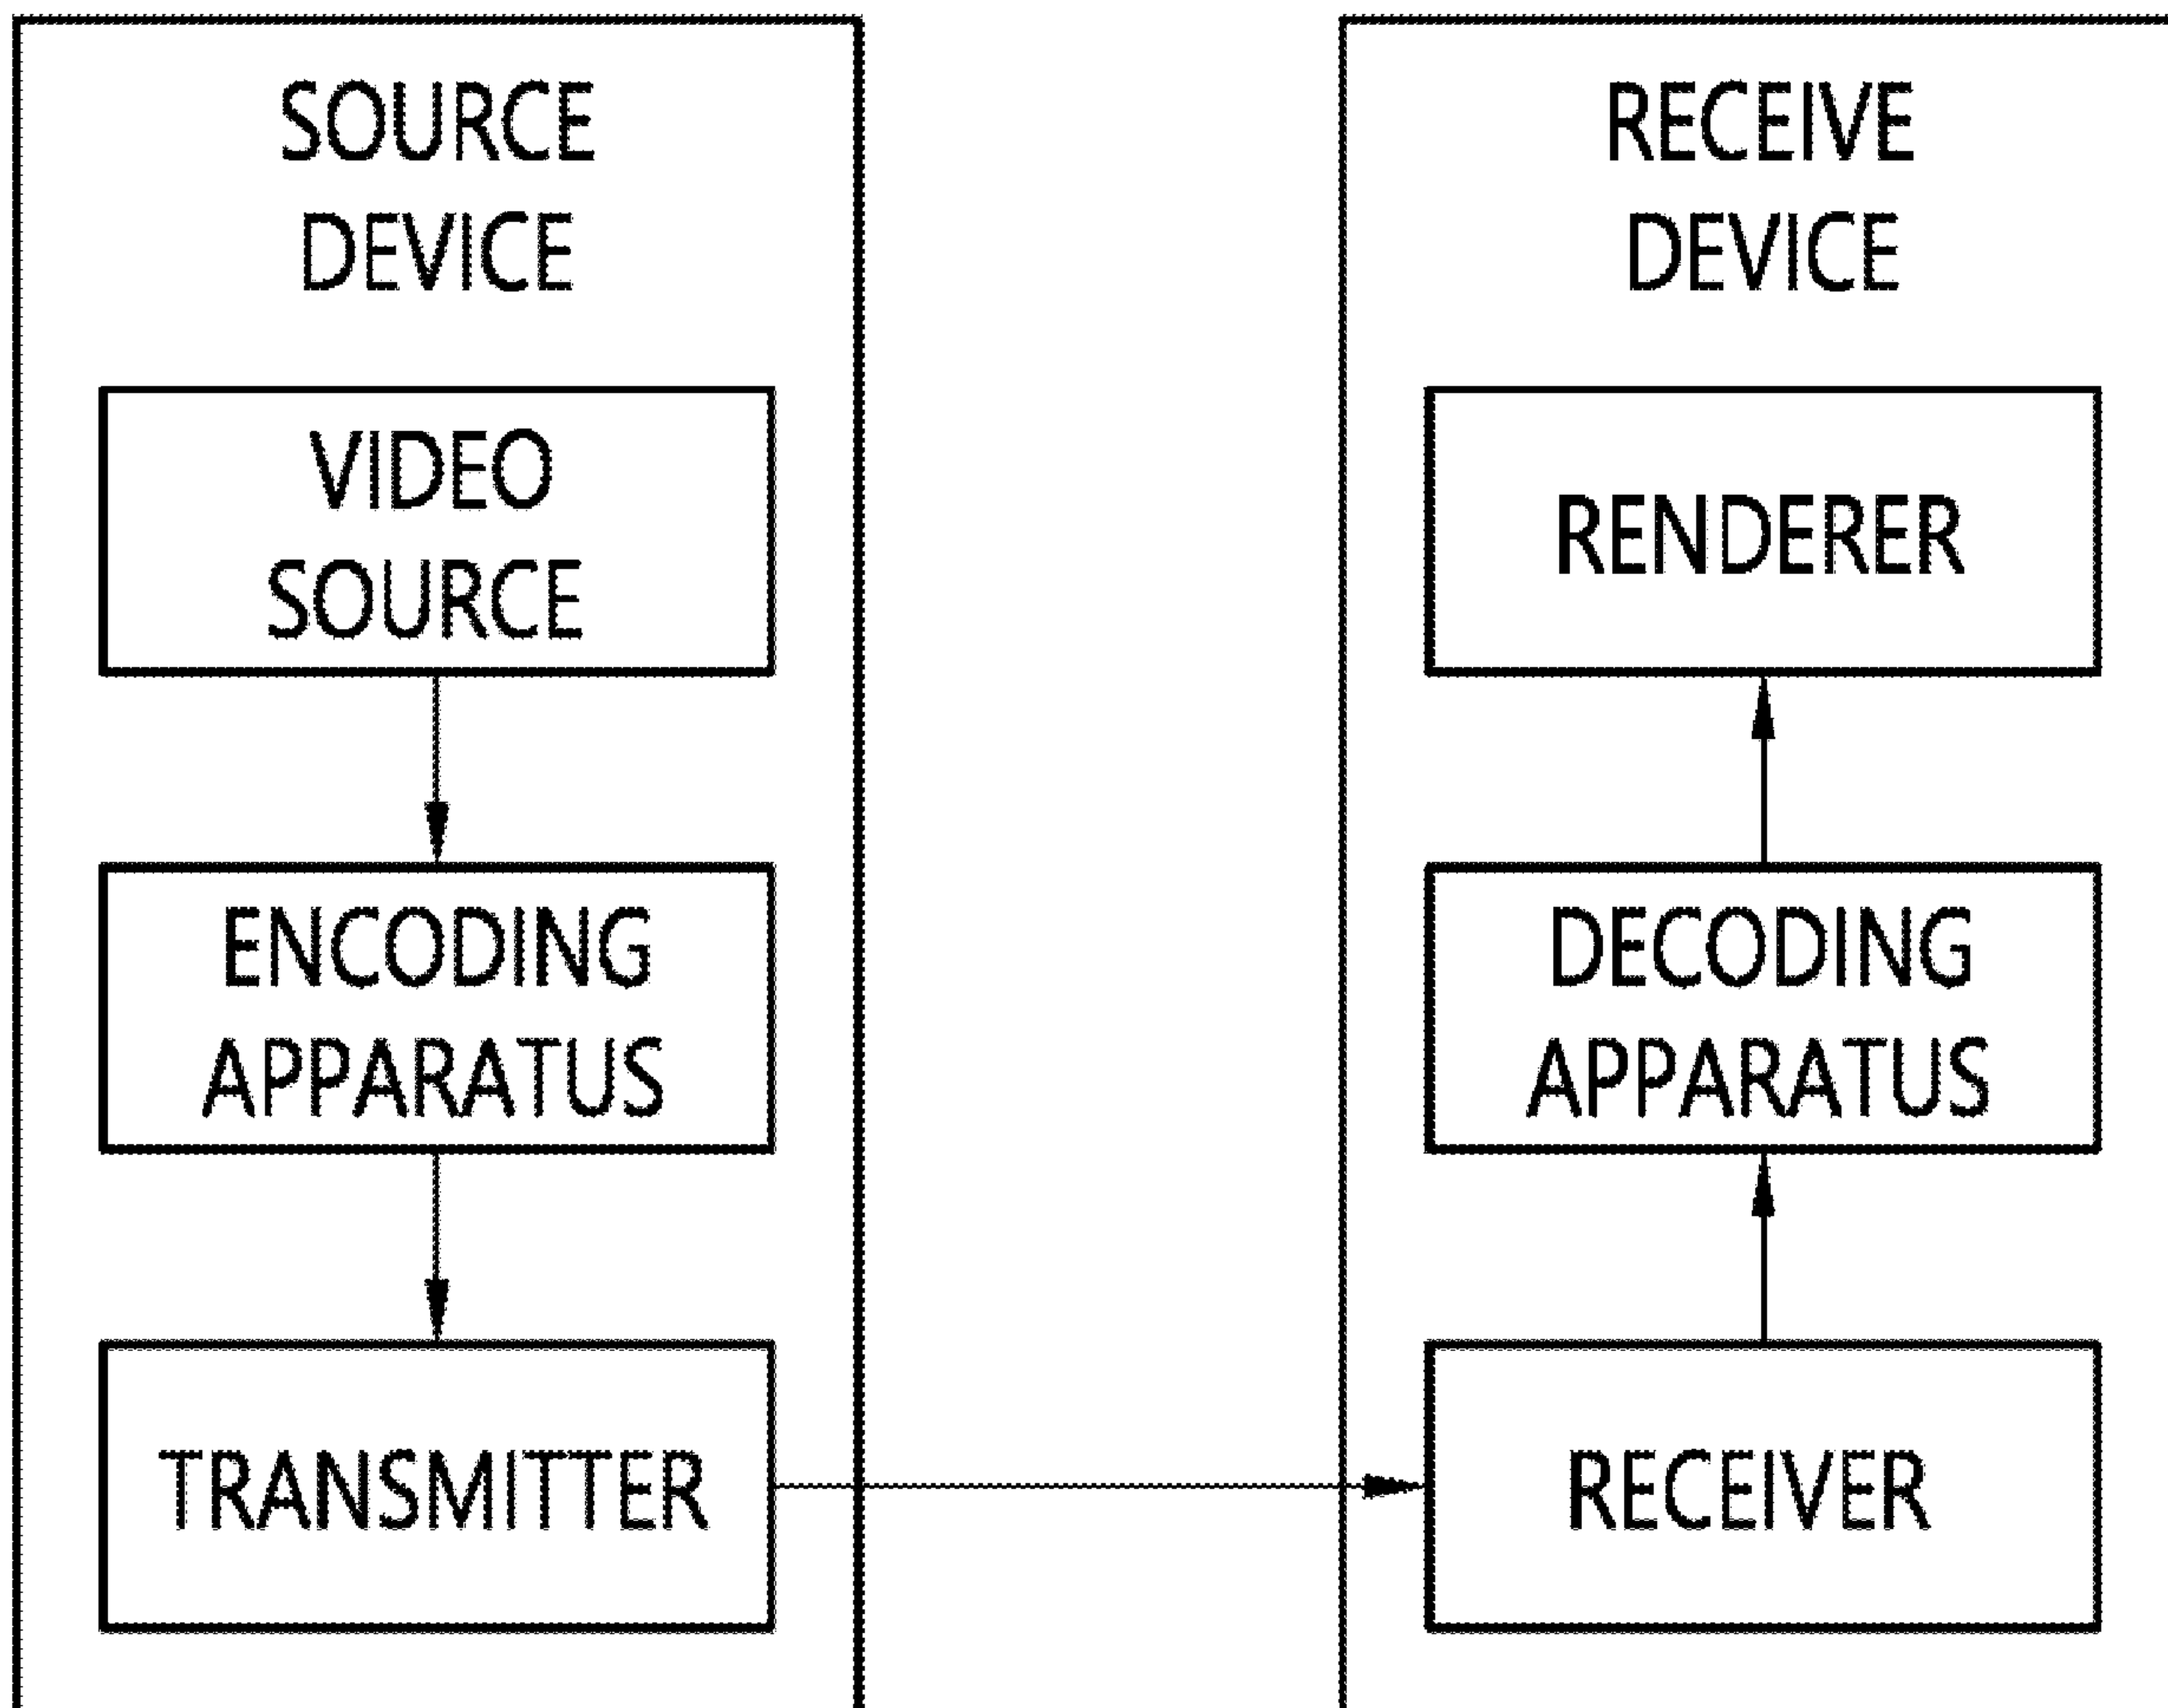 SOURCE
DEVICE
VIDEO
SOURCE
ENCODING
APPARATUS
TRANSMITTER
RECEIVE
DEVICE
RENDERER
DECODING
APPARATUS
RECEIVER